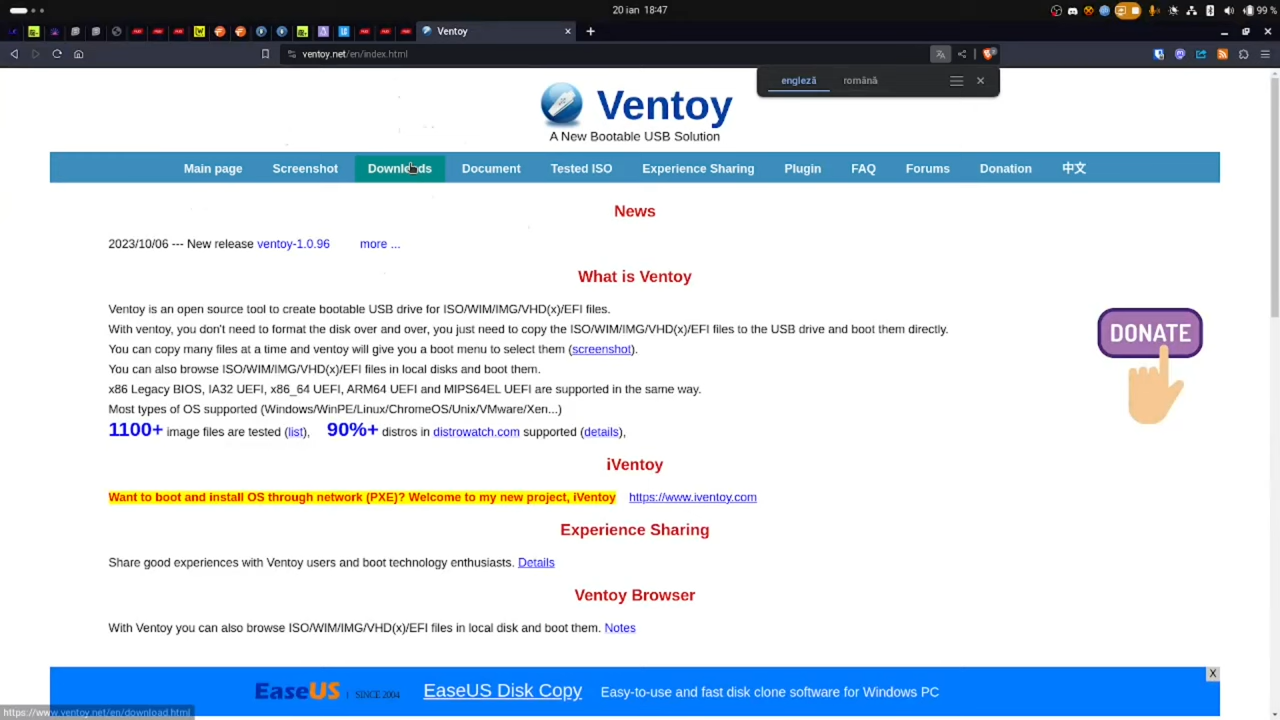 20 ian 18:47
99 %
Ventoy
ventoy.net/en/index.html
engleză română
Ventoy
A New Bootable USB Solution
Main page Screenshot Downloads Document Tested ISO Experience Sharing Plugin FAQ Forums Donation 中文
News
2023/10/06 --- New release ventoy-1.0.96 more ...
What is Ventoy
Ventoy is an open source tool to create bootable USB drive for ISO/WIM/IMG/VHD(x)/EFI files.
With ventoy, you don't need to format the disk over and over, you just need to copy the ISO/WIM/IMG/VHD(x)/EFI files to the USB drive and boot them directly.
You can copy many files at a time and ventoy will give you a boot menu to select them (screenshot).
You can also browse ISO/WIM/IMG/VHD(x)/EFI files in local disks and boot them.
x86 Legacy BIOS, IA32 UEFI, x86_64 UEFI, ARM64 UEFI and MIPS64EL UEFI are supported in the same way.
Most types of OS supported (Windows/WinPE/Linux/ChromeOS/Unix/VMware/Xen...)
1100+ image files are tested (list), 90%+ distros in distrowatch.com supported (details),
DONATE
iVentoy
Want to boot and install OS through network (PXE)? Welcome to my new project, iVentoy https://www.iventoy.com
Experience Sharing
Share good experiences with Ventoy users and boot technology enthusiasts. Details
Ventoy Browser
With Ventoy you can also browse ISO/WIM/IMG/VHD(x)/EFI files in local disk and boot them. Notes
X
EaseUS | SINCE 2004 EaseUS Disk Copy Easy-to-use and fast disk clone software for Windows PC
https://www.ventoy.net/en/download.html